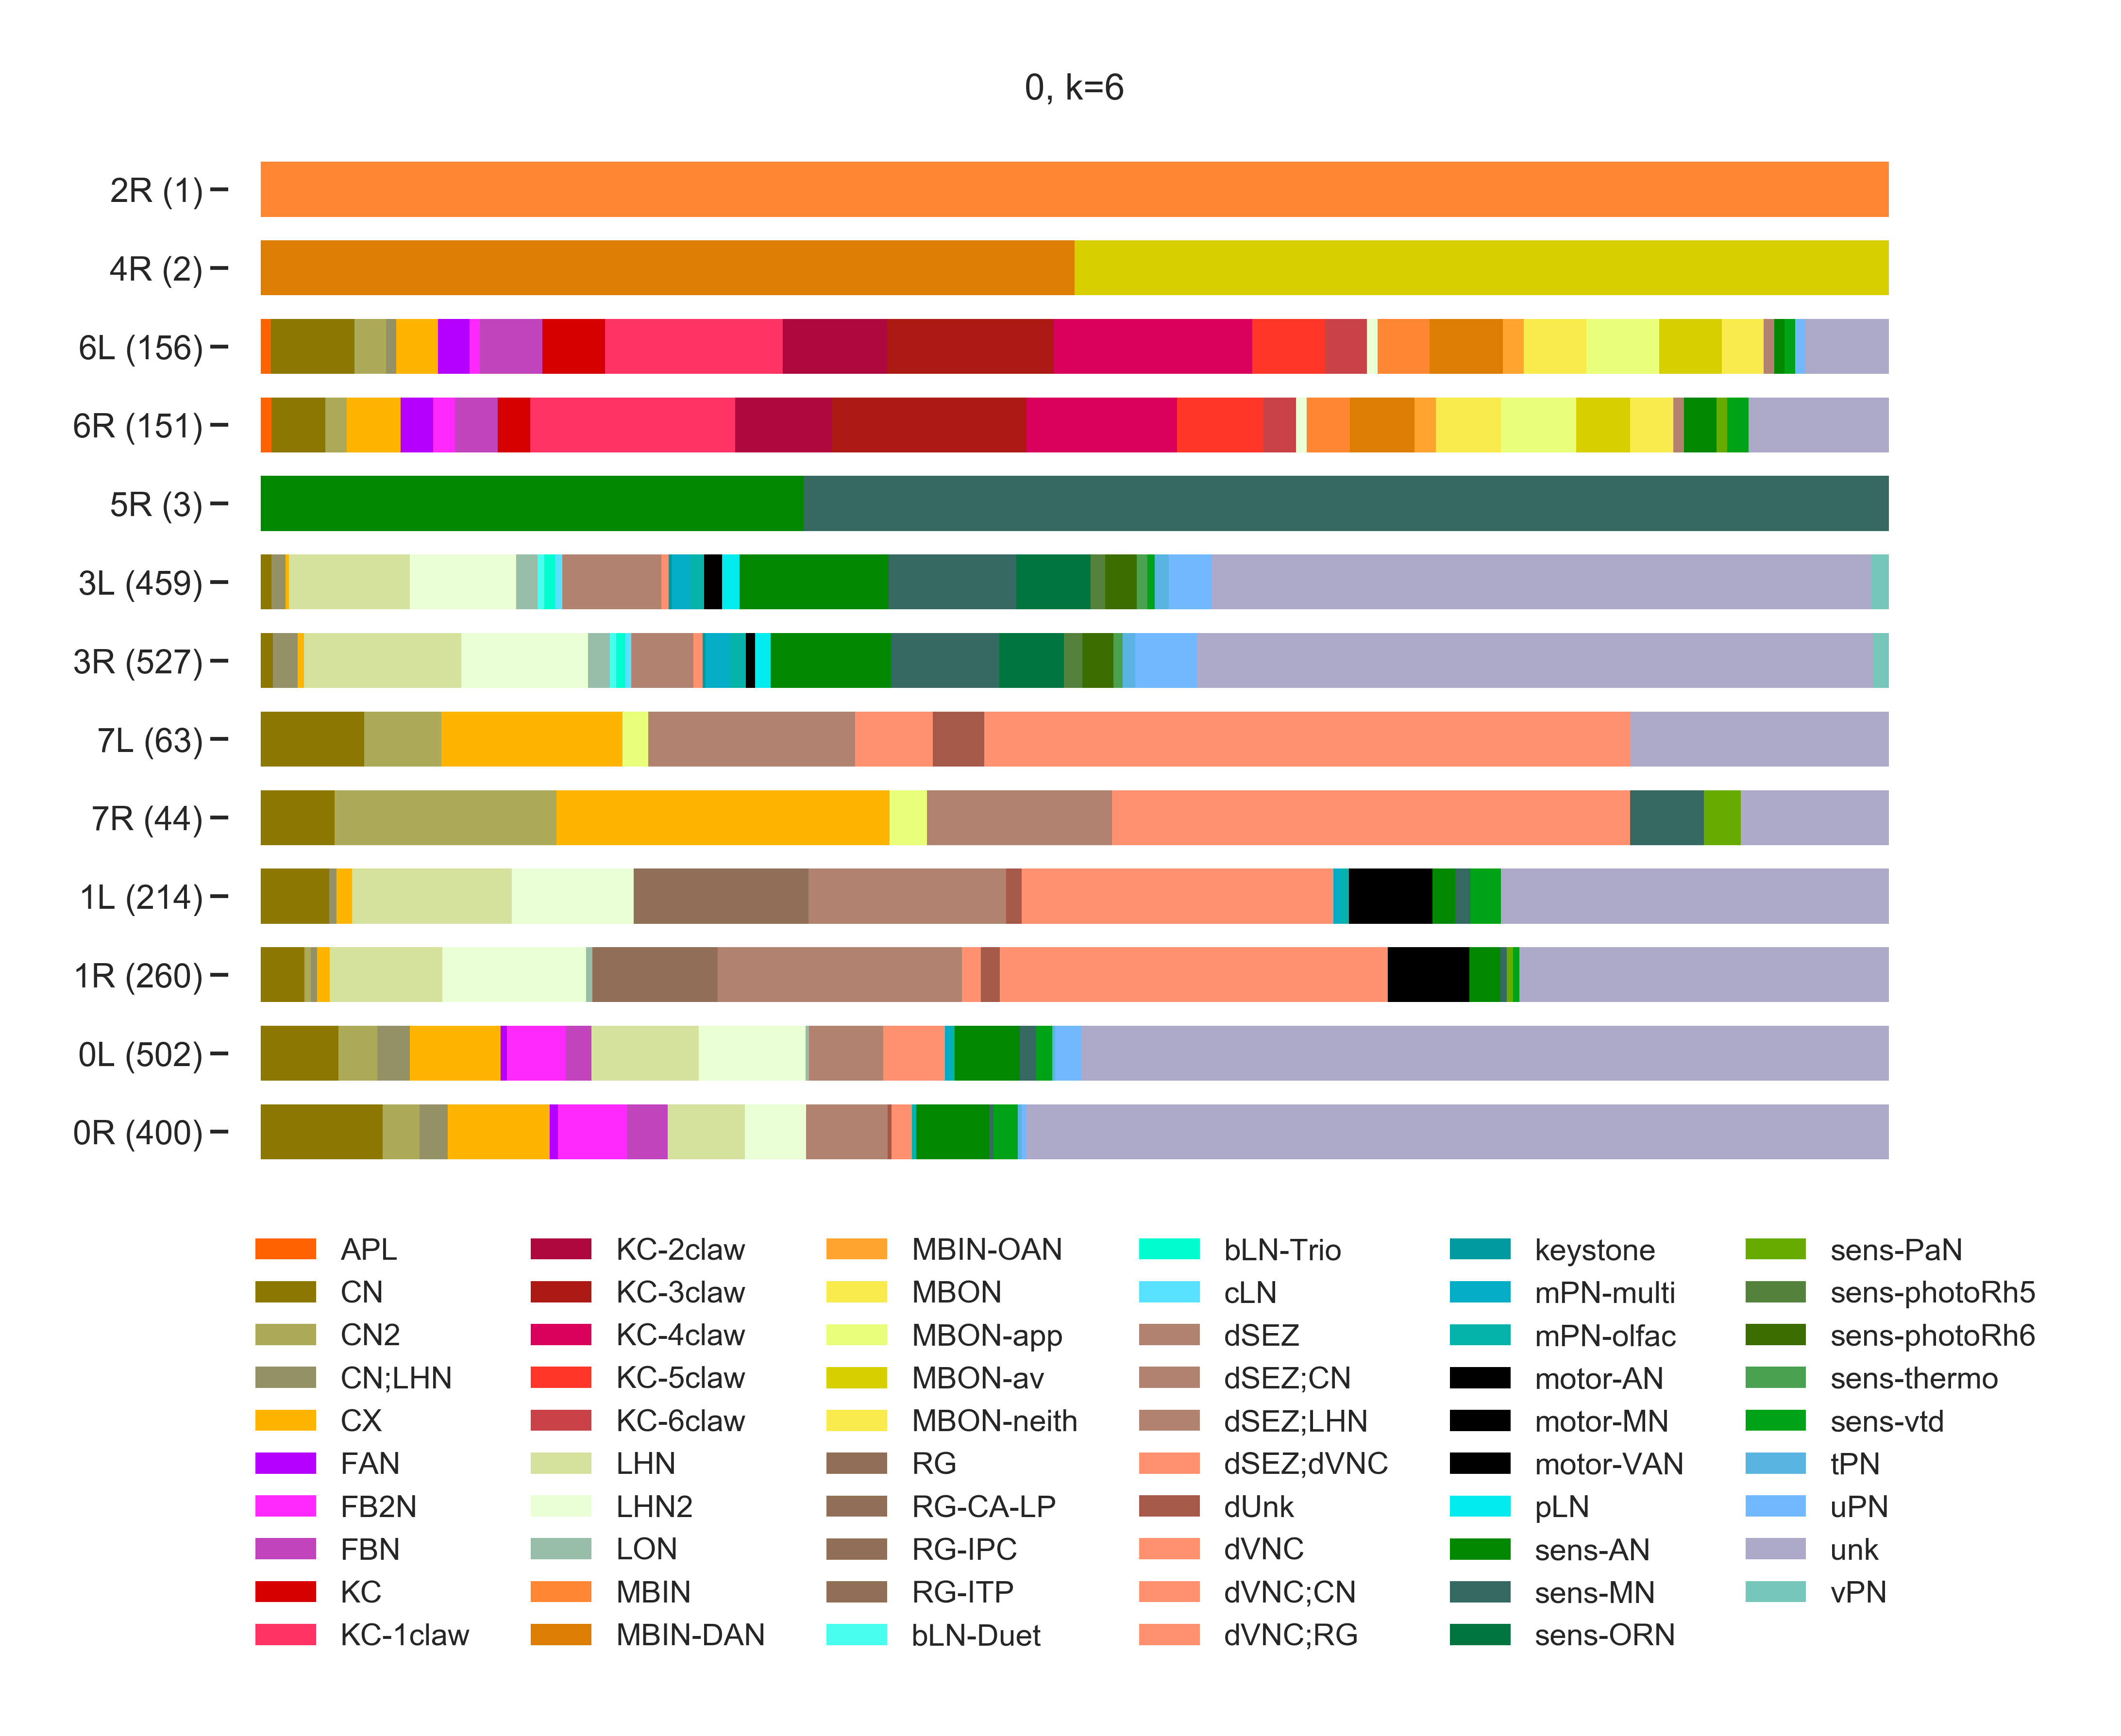 0, k=6
2R (1)
4R (2)
6L (156)
6R (151)
5R (3)
3L (459)
3R (527)
7L (63)
7R (44)
1L (214)
1R (260)
0L (502)
0R (400)
APL
CN
CN2
CN;LHN
CX
FAN
FB2N
FBN
KC
KC-1claw
KC-2claw
KC-3claw
KC-4claw
KC-5claw
KC-6claw
LHN
LHN2
LON
MBIN
MBIN-DAN
MBIN-OAN
MBON
MBON-app
MBON-av
MBON-neith
RG
RG-CA-LP
RG-IPC
RG-ITP
bLN-Duet
bLN-Trio
cLN
dSEZ
dSEZ;CN
dSEZ;LHN
dSEZ;dVNC
dUnk
dVNC
dVNC;CN
dVNC;RG
keystone
mPN-multi
mPN-olfac
motor-AN
motor-MN
motor-VAN
pLN
sens-AN
sens-MN
sens-ORN
sens-PaN
sens-photoRh5
sens-photoRh6
sens-thermo
sens-vtd
tPN
uPN
unk
vPN